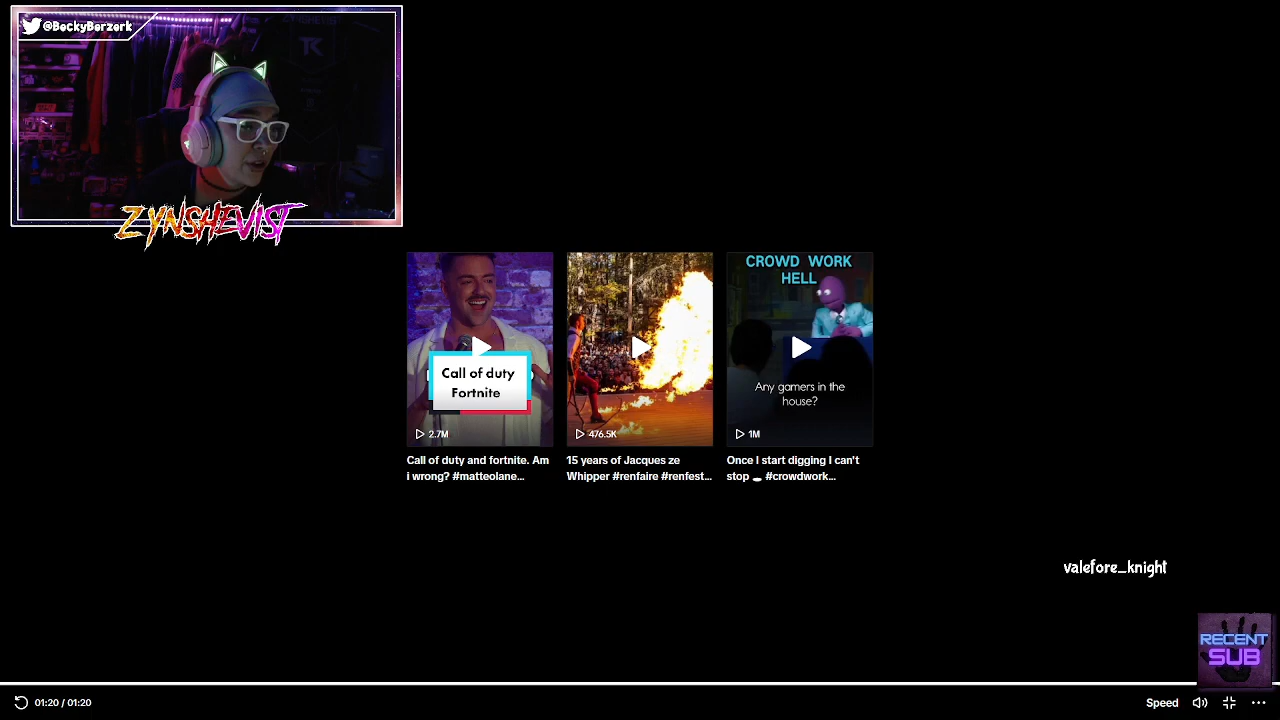 @BeckyBerzerk
ZYNSHEVIST
CROWD WORK
HELL
Call of duty
Fortnite
Any gamers in the
house?
2.7M
476.5K
1M
Call of duty and fortnite. Am
i wrong? #matteolane...
15 years of Jacques ze
Whipper #renfaire #renfest...
Once I start digging I can't
stop 🕳️ #crowdwork...
valefore_knight
RECENT
SUB
01:20 / 01:20
Speed